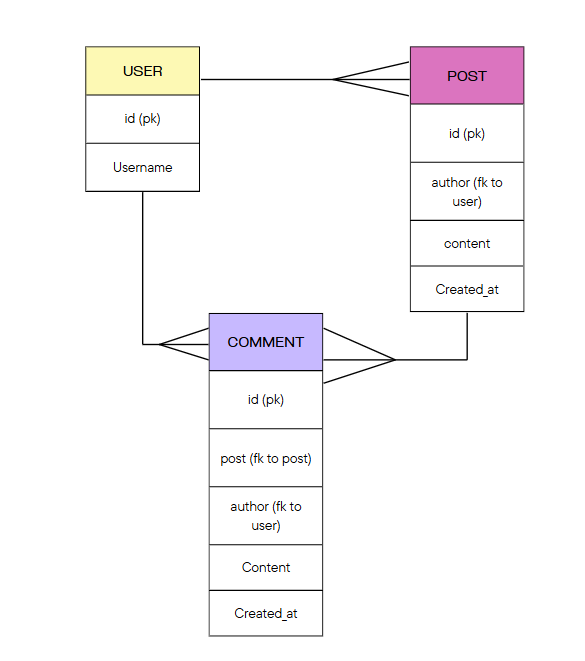 USER
id (pk)
Username
POST
id (pk)
author (fk to
user)
content
Created_at
COMMENT
id (pk)
post (fk to post)
author (fk to
user)
Content
Created_at